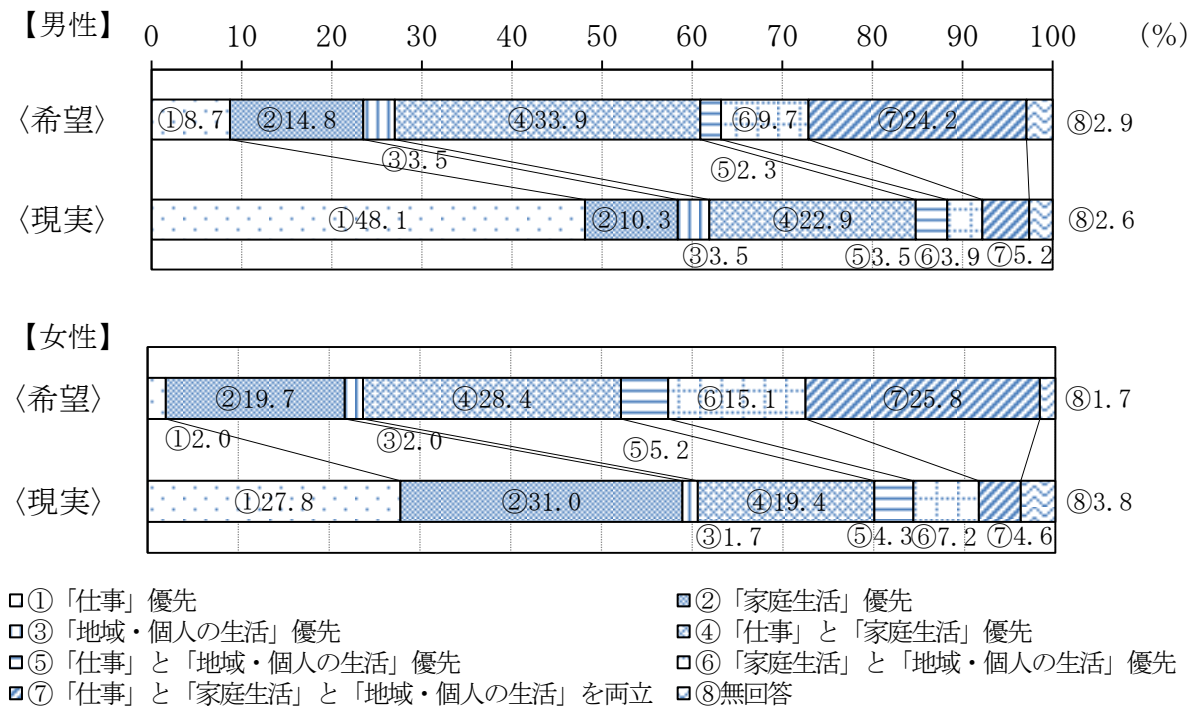 【男性】 0 10 20 30 40 50 60 70 80 90 100 (%)
〈希望〉 ①8.7 ②14.8 ④33.9 ⑥9.7 ⑦24.2 ⑧2.9
③3.5 ⑤2.3
〈現実〉 ①48.1 ②10.3 ④22.9 ⑧2.6
③3.5 ⑤3.5 ⑥3.9 ⑦5.2
【女性】
〈希望〉 ②19.7 ④28.4 ⑥15.1 ⑦25.8 ⑧1.7
①2.0 ③2.0 ⑤5.2
〈現実〉 ①27.8 ②31.0 ④19.4 ⑧3.8
③1.7 ⑤4.3 ⑥7.2 ⑦4.6
①「仕事」優先 ②「家庭生活」優先
③「地域・個人の生活」優先 ④「仕事」と「家庭生活」優先
⑤「仕事」と「地域・個人の生活」優先 ⑥「家庭生活」と「地域・個人の生活」優先
⑦「仕事」と「家庭生活」と「地域・個人の生活」を両立 ⑧無回答